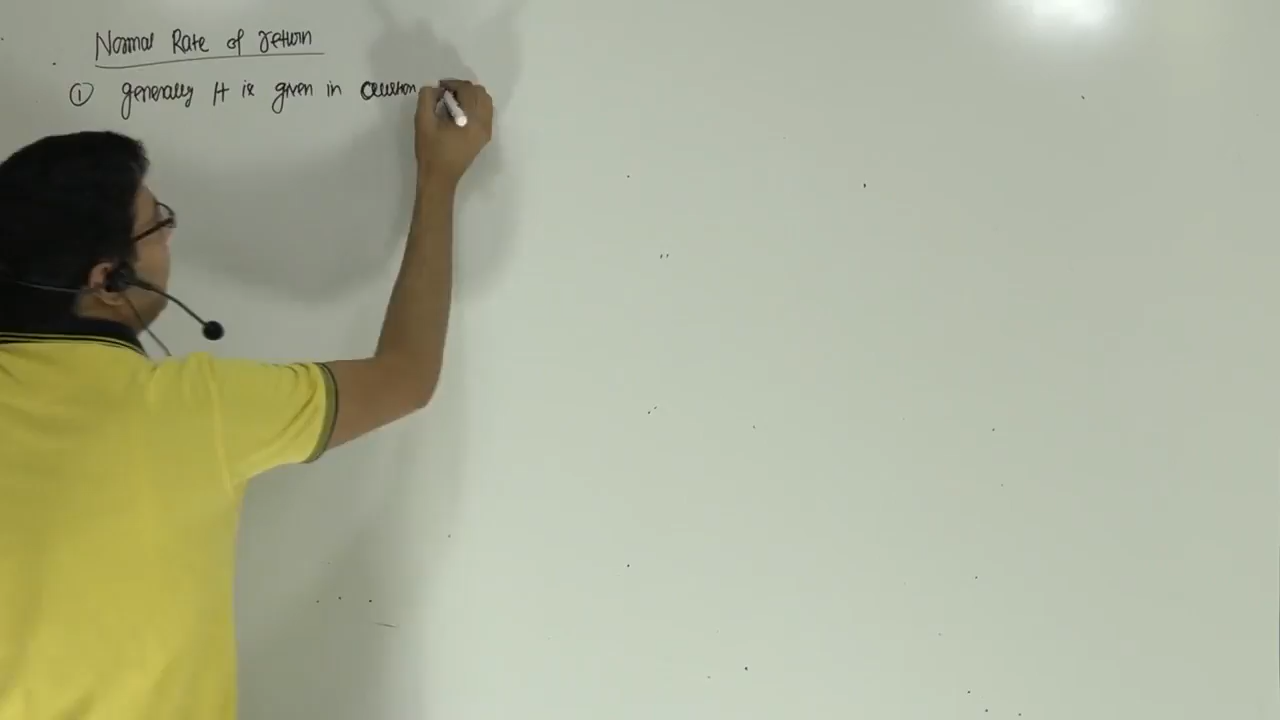 Normal Rate of return
① generally it is given in question